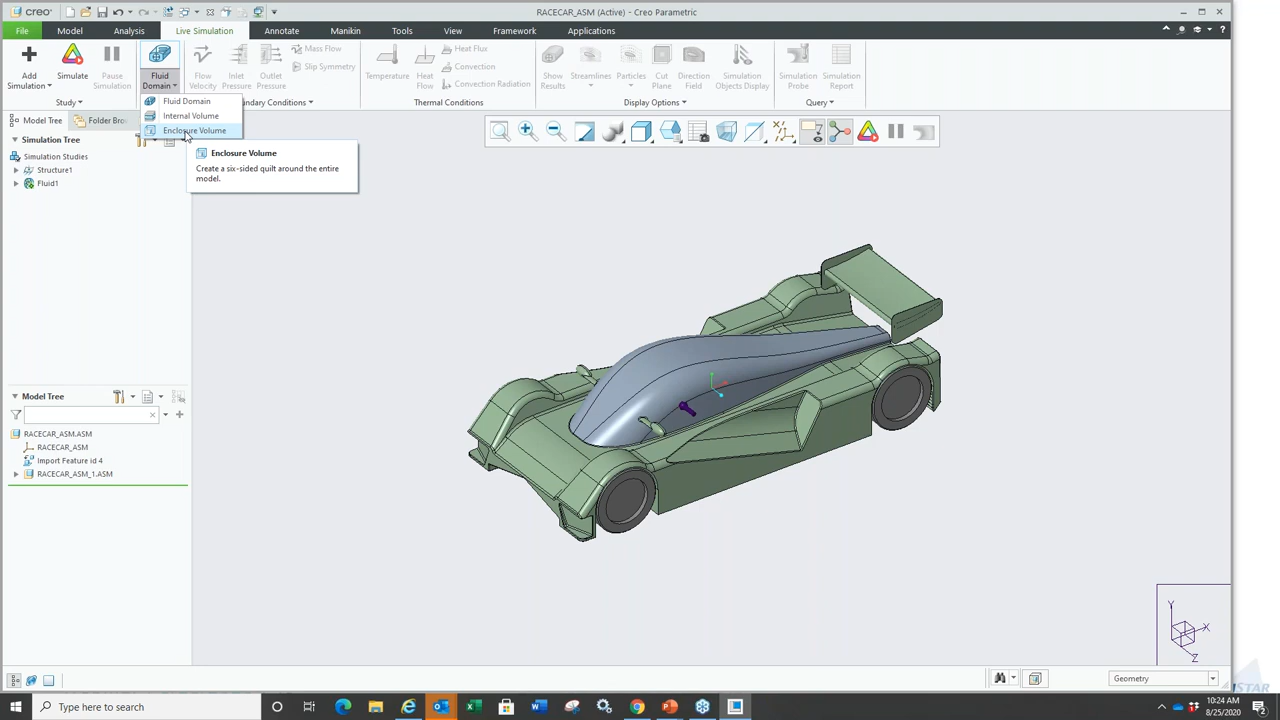 creo
RACECAR_ASM (Active) - Creo Parametric
File Model Analysis Live Simulation Annotate Tools View Framework Applications
Add Simulation
Simulate
Pause Simulation
Fluid Domain
Flow Velocity
Inlet Pressure
Outlet Pressure
Mass Flow
Slip Symmetry
Temperature
Heat Flow
Heat Flux
Convection
Convection Radiation
Show Results
Streamlines
Particles
Cut Plane
Direction Field
Simulation Objects Display
Simulation Probe
Simulation Report
Study
undary Conditions
Thermal Conditions
Display Options
Query
Fluid Domain
Internal Volume
Enclosure Volume
Enclosure Volume
Create a six-sided quilt around the entire
model.
Model Tree
Folder Bro
Simulation Tree
Simulation Studies
Structure1
Fluid1
Model Tree
RACECAR_ASM.ASM
RACECAR_ASM
Import Feature id 4
RACECAR_ASM_1.ASM
Y
X
Z
Geometry
Type here to search
10:24 AM
8/25/2020
2